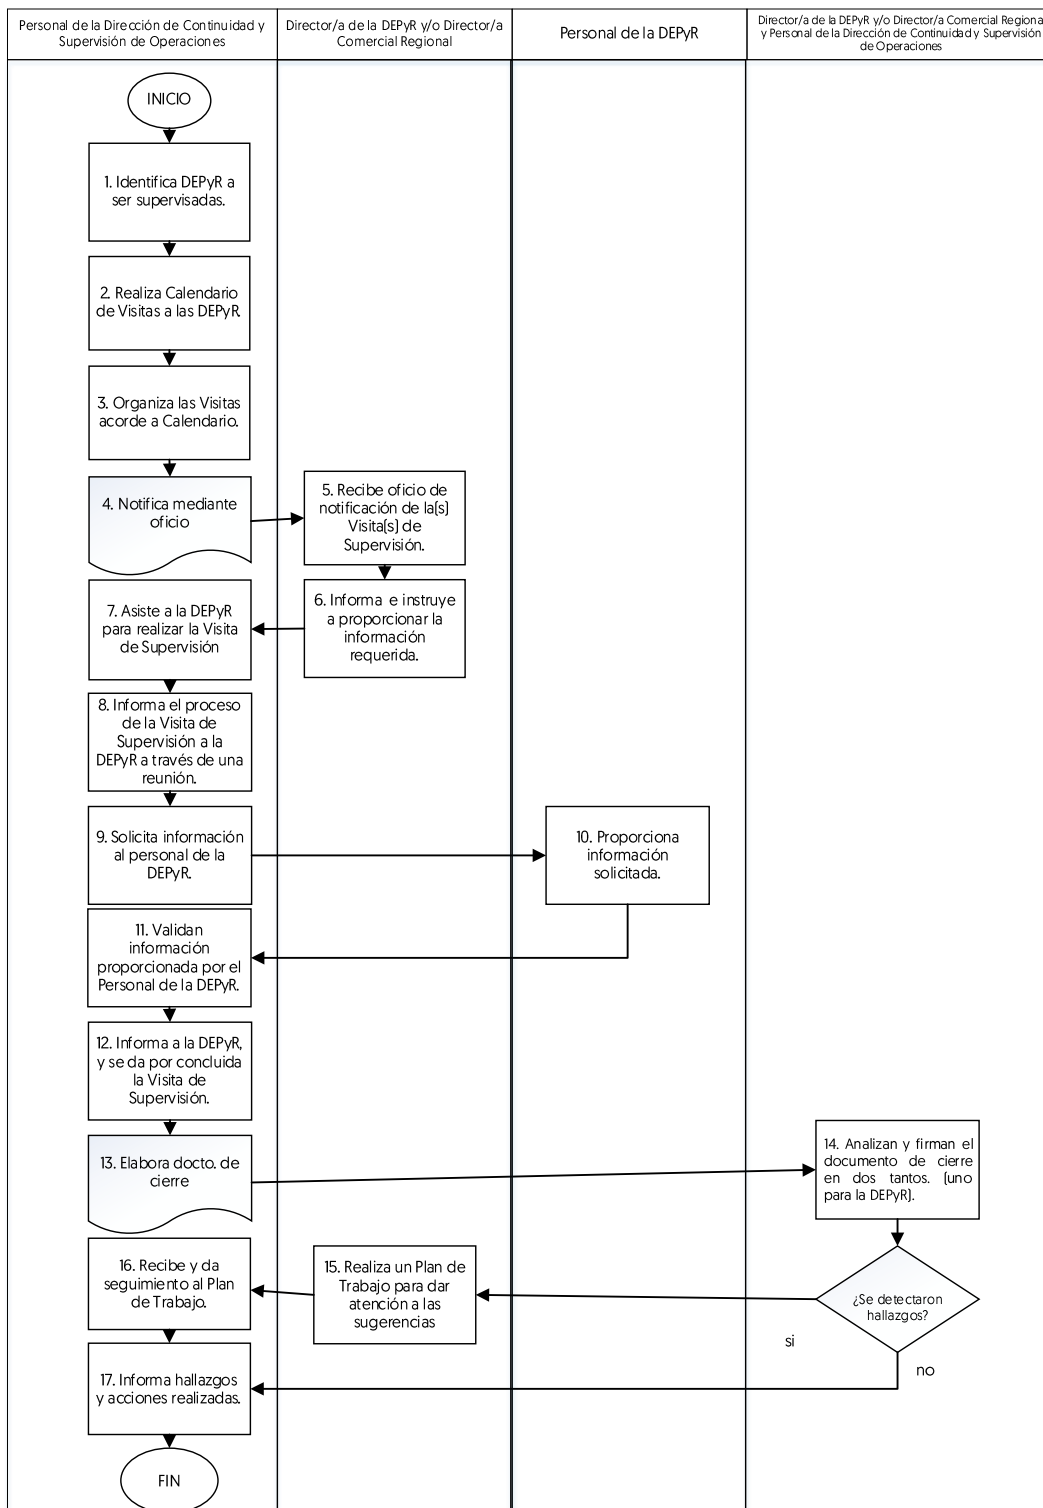 Personal de la Dirección de Continuidad y
Supervisión de Operaciones
Director/a de la DEPyR y/o Director/a
Comercial Regional
Personal de la DEPyR
Director/a de la DEPyR y/o Director/a Comercial Regional
y Personal de la Dirección de Continuidad y Supervisión
de Operaciones
INICIO
1. Identifica DEPyR a
ser supervisadas.
2. Realiza Calendario
de Visitas a las DEPyR.
3. Organiza las Visitas
acorde a Calendario.
4. Notifica mediante
oficio
5. Recibe oficio de
notificación de la(s)
Visita(s) de
Supervisión.
6. Informa e instruye
a proporcionar la
información
requerida.
7. Asiste a la DEPyR
para realizar la Visita
de Supervisión
8. Informa el proceso
de la Visita de
Supervisión a la
DEPyR a través de una
reunión.
9. Solicita información
al personal de la
DEPyR.
10. Proporciona
información
solicitada.
11. Validan
información
proporcionada por el
Personal de la DEPyR.
12. Informa a la DEPyR,
y se da por concluida
la Visita de
Supervisión.
13. Elabora docto. de
cierre
14. Analizan y firman el
documento de cierre
en dos tantos. (uno
para la DEPyR).
¿Se detectaron
hallazgos?
si
no
15. Realiza un Plan de
Trabajo para dar
atención a las
sugerencias
16. Recibe y da
seguimiento al Plan
de Trabajo.
17. Informa hallazgos
y acciones realizadas.
FIN